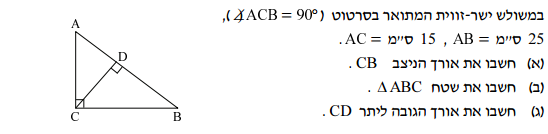 במשולש ישר-זווית המתואר בסרטוט (∢ACB = 90°),
25 ס״מ = AB , 15 ס״מ = AC .
(א) חשבו את אורך הניצב CB .
(ב) חשבו את שטח ΔABC .
(ג) חשבו את אורך הגובה ליתר CD .
A
D
C
B